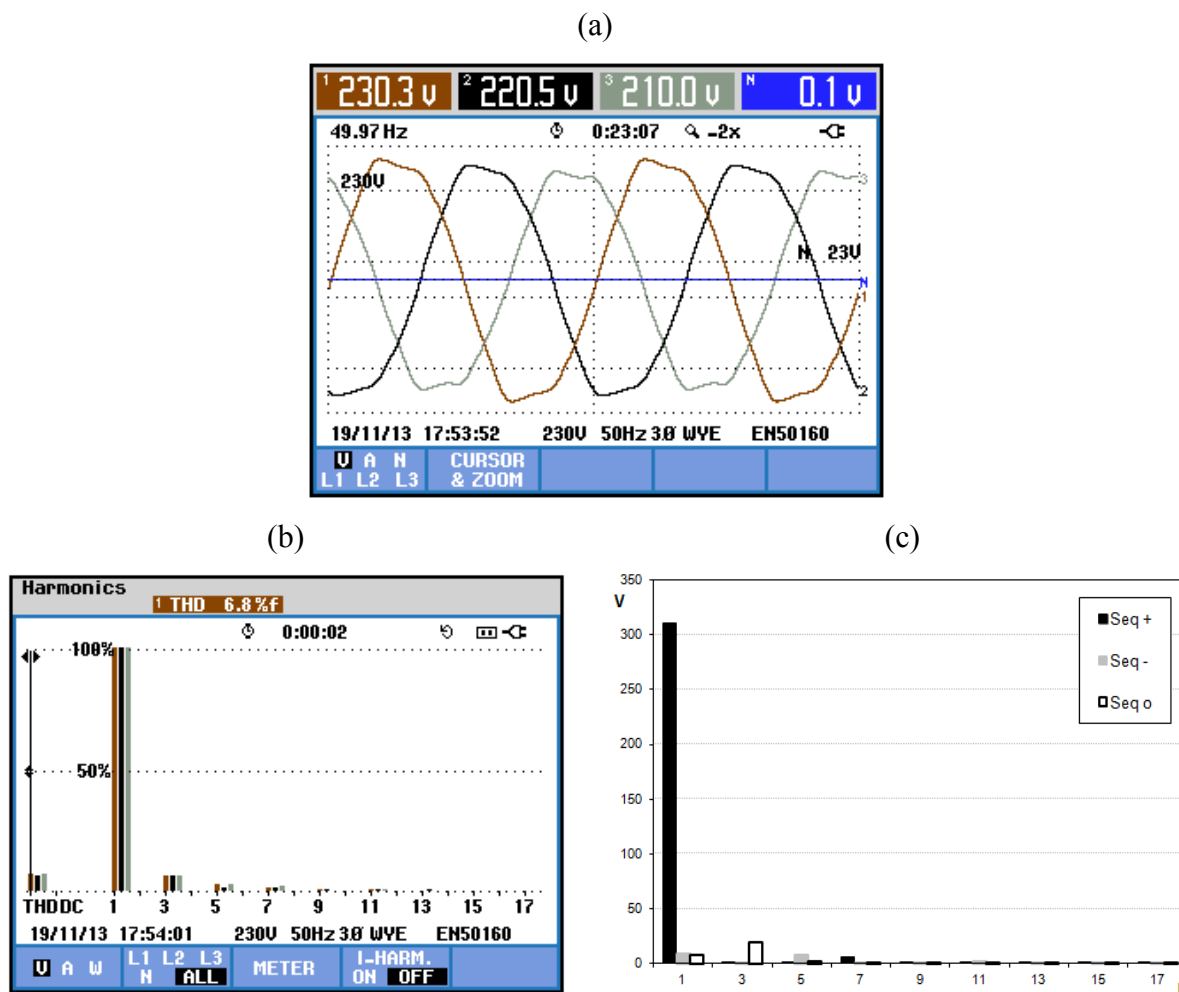 (a)
1 230.3 V 2 220.5 V 3 210.0 V N 0.1 V
49.97 Hz 0:23:07 -2x
230V
3
N 23V
N
1
2
19/11/13 17:53:52 230V 50Hz 3Ø WYE EN50160
V A N
L1 L2 L3
CURSOR
& ZOOM
(b)
Harmonics
1 THD 6.8%f
0:00:02
100%
50%
THD DC 1 3 5 7 9 11 13 15 17
19/11/13 17:54:01 230V 50Hz 3Ø WYE EN50160
V A W
L1 L2 L3
N ALL
METER
I-HARM.
ON OFF
(c)
350
V
300
250
200
150
100
50
0
1 3 5 7 9 11 13 15 17
Seq +
Seq -
Seq o